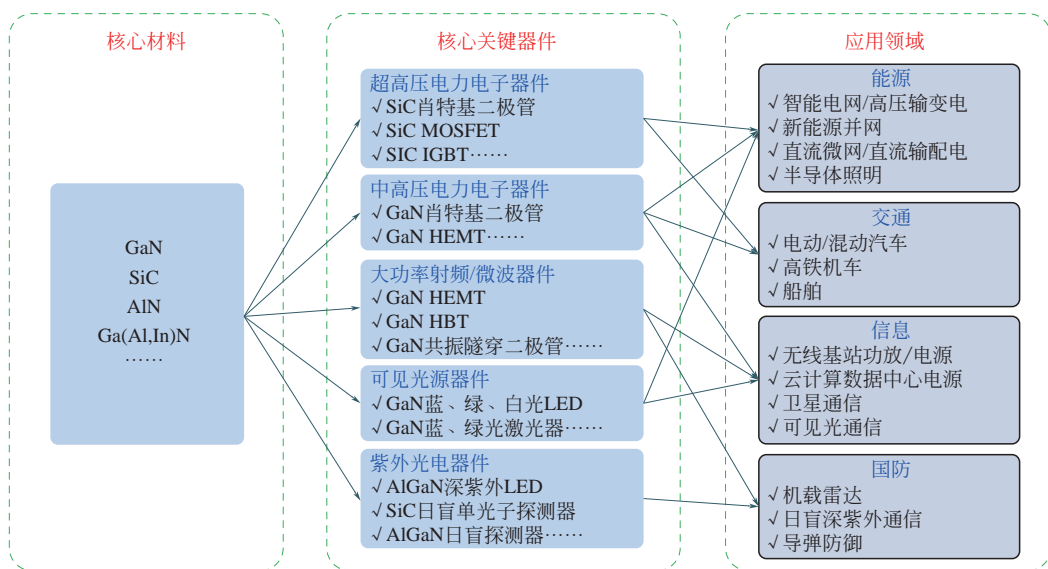 核心材料
GaN
SiC
AlN
Ga(Al,In)N
……
核心关键器件
超高压电力电子器件
√SiC肖特基二极管
√SiC MOSFET
√SIC IGBT……
中高压电力电子器件
√GaN肖特基二极管
√GaN HEMT……
大功率射频/微波器件
√GaN HEMT
√GaN HBT
√GaN共振隧穿二极管……
可见光源器件
√GaN蓝、绿、白光LED
√GaN蓝、绿光激光器……
紫外光电器件
√AlGaN深紫外LED
√SiC日盲单光子探测器
√AlGaN日盲探测器……
应用领域
能源
√智能电网/高压输变电
√新能源并网
√直流微网/直流输配电
√半导体照明
交通
√电动/混动汽车
√高铁机车
√船舶
信息
√无线基站功放/电源
√云计算数据中心电源
√卫星通信
√可见光通信
国防
√机载雷达
√日盲深紫外通信
√导弹防御